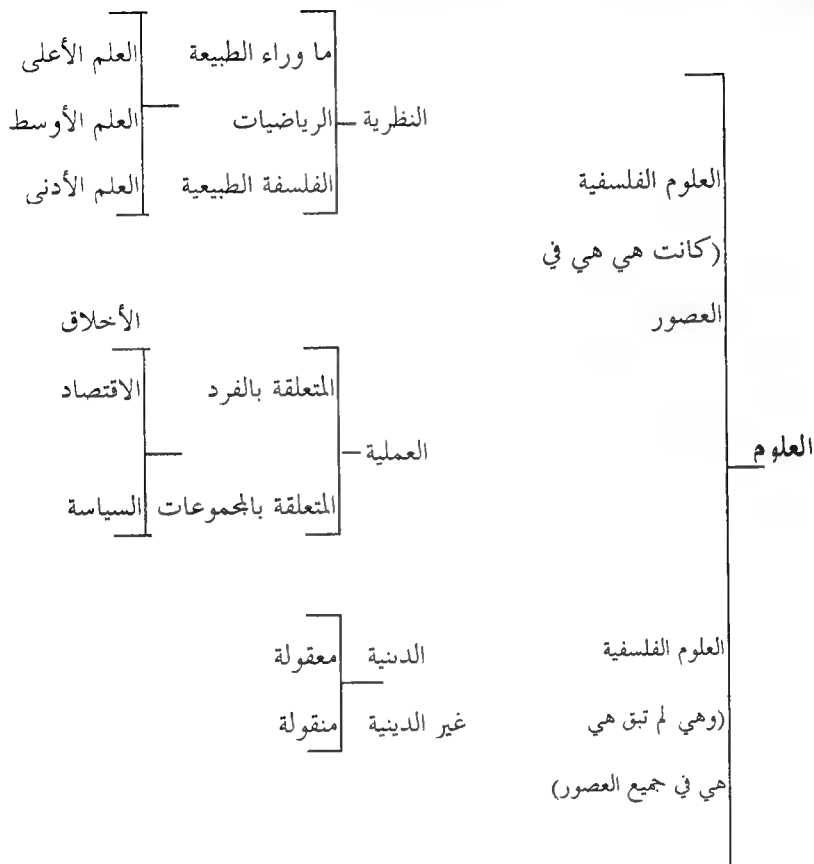 ما وراء الطبيعة العلم الأعلى
النظرية الرياضيات العلم الأوسط
الفلسفة الطبيعية العلم الأدنى
العلوم الفلسفية
(كانت هي هي في
العصور
الأخلاق
المتعلقة بالفرد الاقتصاد
العلوم
العملية
المتعلقة بالمجموعات السياسة
العلوم الفلسفية
الدينية معقولة
(وهي لم تبق هي
غير الدينية منقولة
هي في جميع العصور)